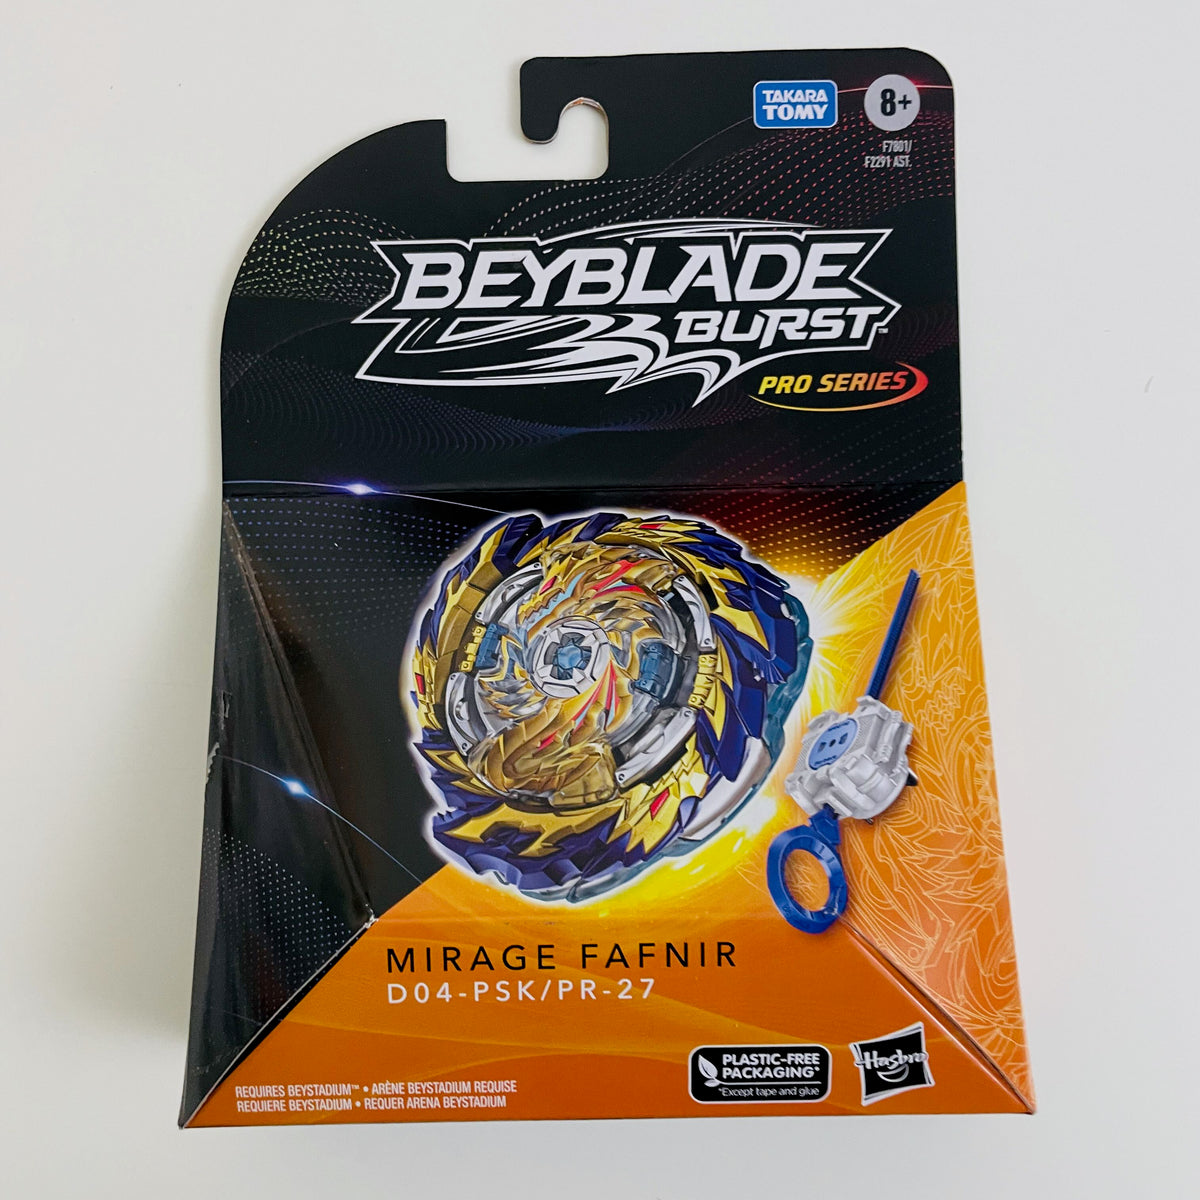 TAKARA
TOMY
8+
F7801/
F2291 AST.
BEYBLADE
BURST™
PRO SERIES
MIRAGE FAFNIR
D04-PSK/PR-27
PLASTIC-FREE
PACKAGING*
*Except tape and glue
Hasbro
REQUIRES BEYSTADIUM™ • ARÈNE BEYSTADIUM REQUISE
REQUIERE BEYSTADIUM • REQUER ARENA BEYSTADIUM